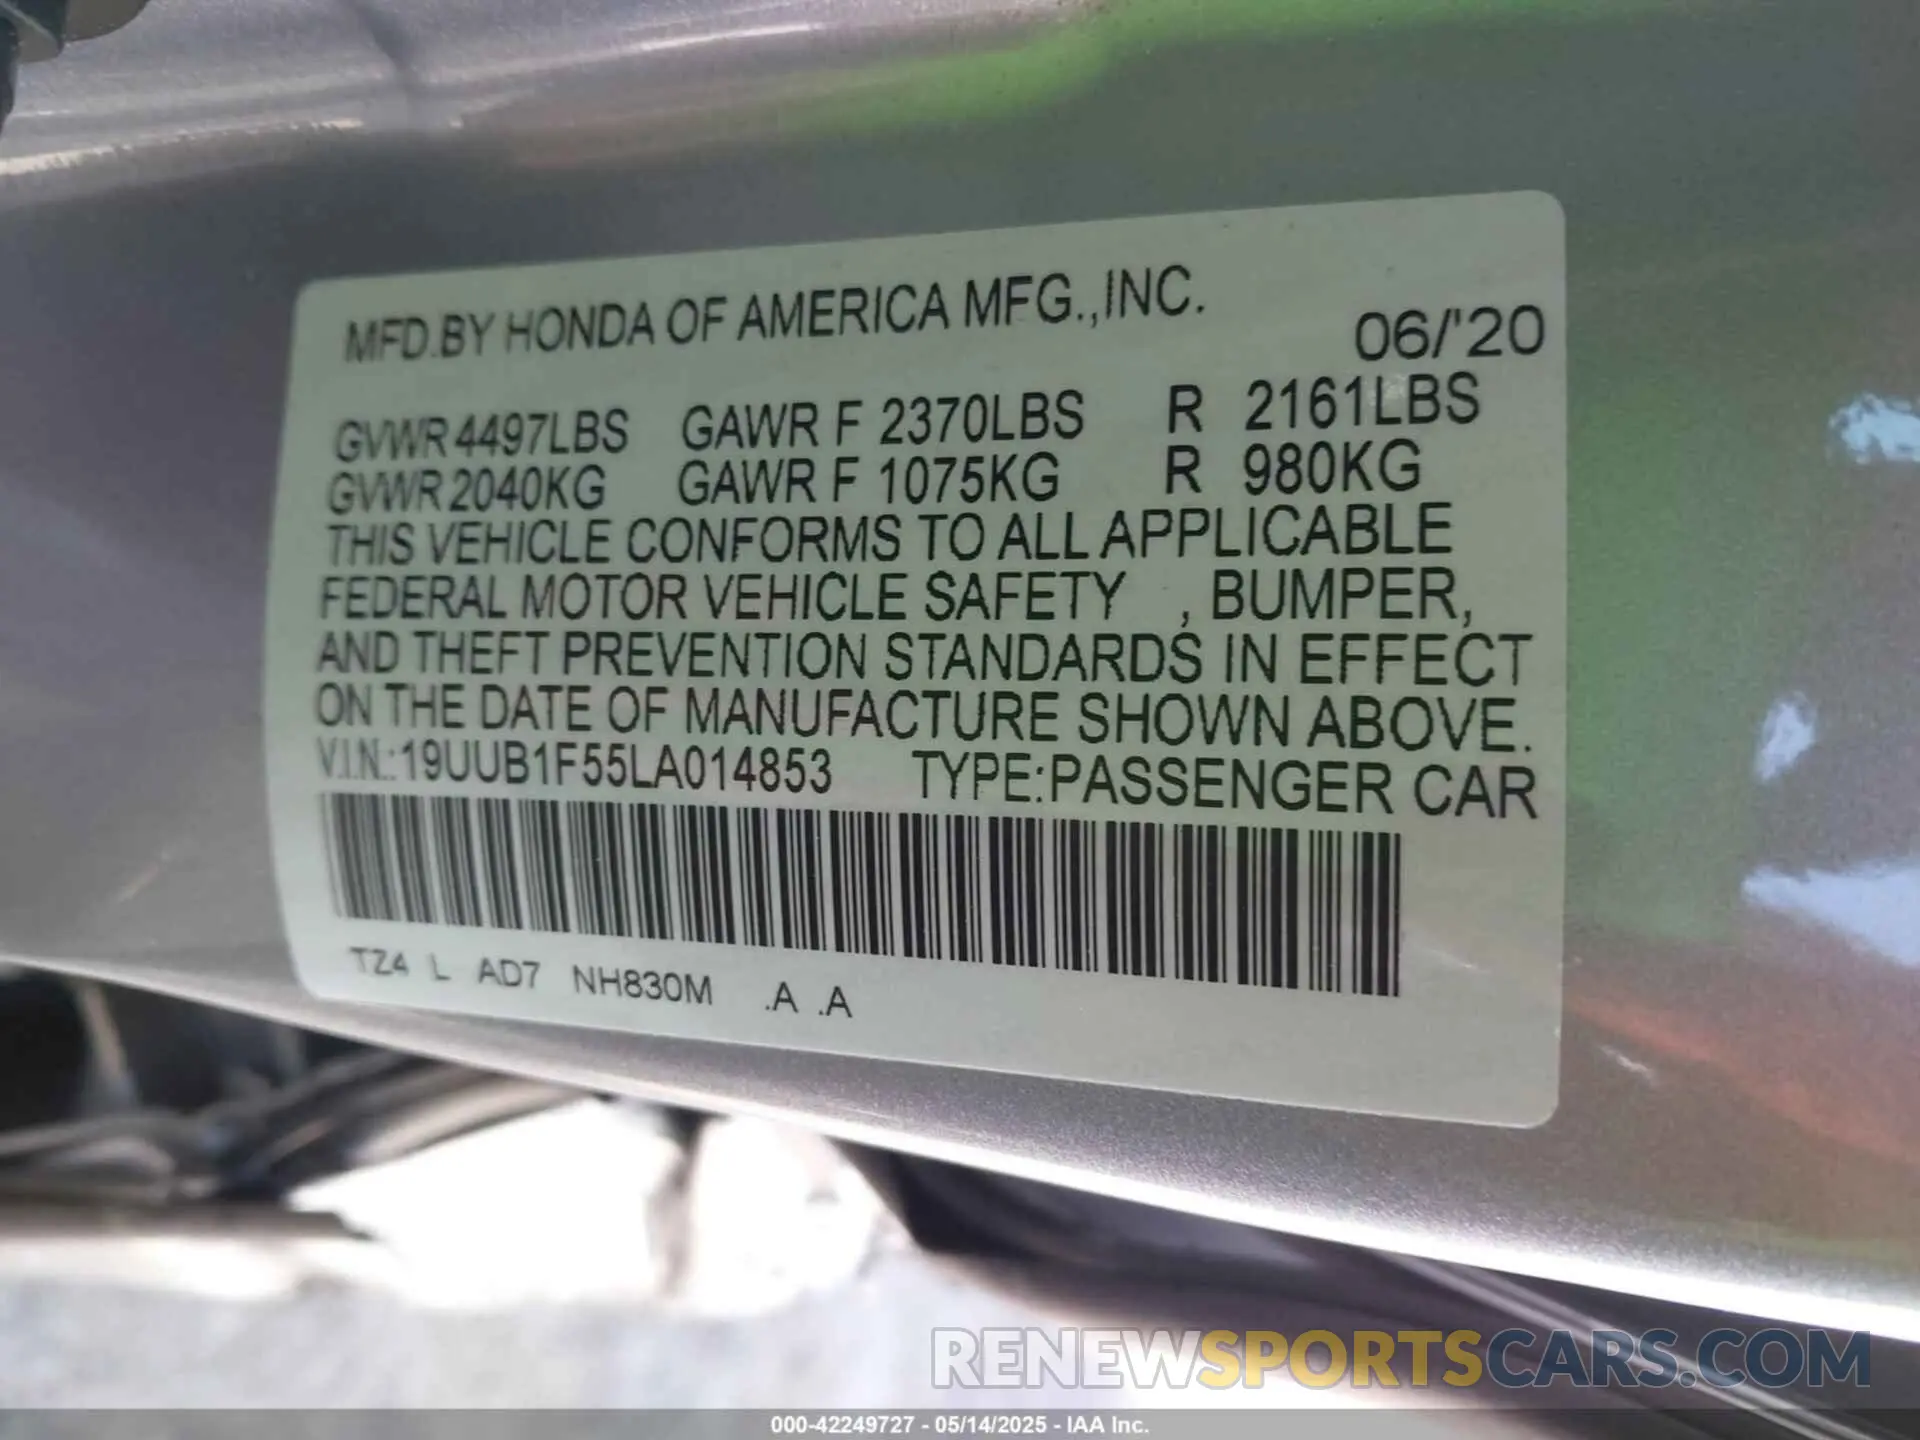 MFD.BY HONDA OF AMERICA MFG.,INC.
06/'20
GVWR 4497LBS GAWR F 2370LBS R 2161LBS
GVWR 2040KG GAWR F 1075KG R 980KG
THIS VEHICLE CONFORMS TO ALL APPLICABLE
FEDERAL MOTOR VEHICLE SAFETY , BUMPER,
AND THEFT PREVENTION STANDARDS IN EFFECT
ON THE DATE OF MANUFACTURE SHOWN ABOVE.
V.I.N.:19UUB1F55LA014853 TYPE:PASSENGER CAR
TZ4 L AD7 NH830M .A .A
RENEWSPORTSCARS.COM
000-42249727 - 05/14/2025 - IAA Inc.